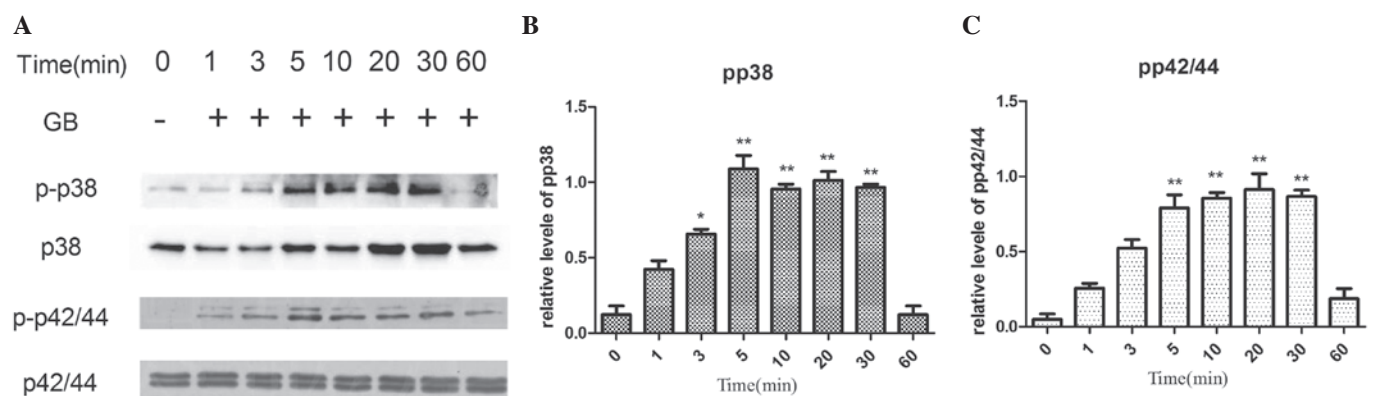 A
Time(min) 0 1 3 5 10 20 30 60
GB - + + + + + + +
p-p38
p38
p-p42/44
p42/44
B
pp38
relative levele of pp38
1.5
1.0
0.5
0.0
* ** ** ** **
0 1 3 5 10 20 30 60
Time(min)
C
pp42/44
relative levele of pp42/44
1.5
1.0
0.5
0.0
** ** ** **
0 1 3 5 10 20 30 60
Time(min)